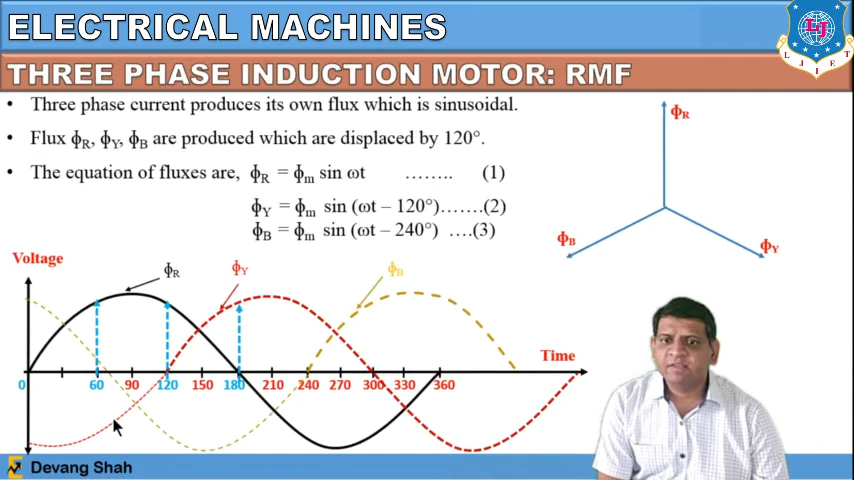 ELECTRICAL MACHINES
LJ
L J I E T
THREE PHASE INDUCTION MOTOR: RMF
• Three phase current produces its own flux which is sinusoidal.
• Flux ϕR, ϕY, ϕB are produced which are displaced by 120°.
• The equation of fluxes are, ϕR = ϕm sin ωt ........ (1)
ϕY = ϕm sin (ωt – 120°).......(2)
ϕB = ϕm sin (ωt – 240°) ....(3)
ϕR
ϕB
ϕY
Voltage
ϕR
ϕY
ϕB
Time
0 60 90 120 150 180 210 240 270 300 330 360
Devang Shah